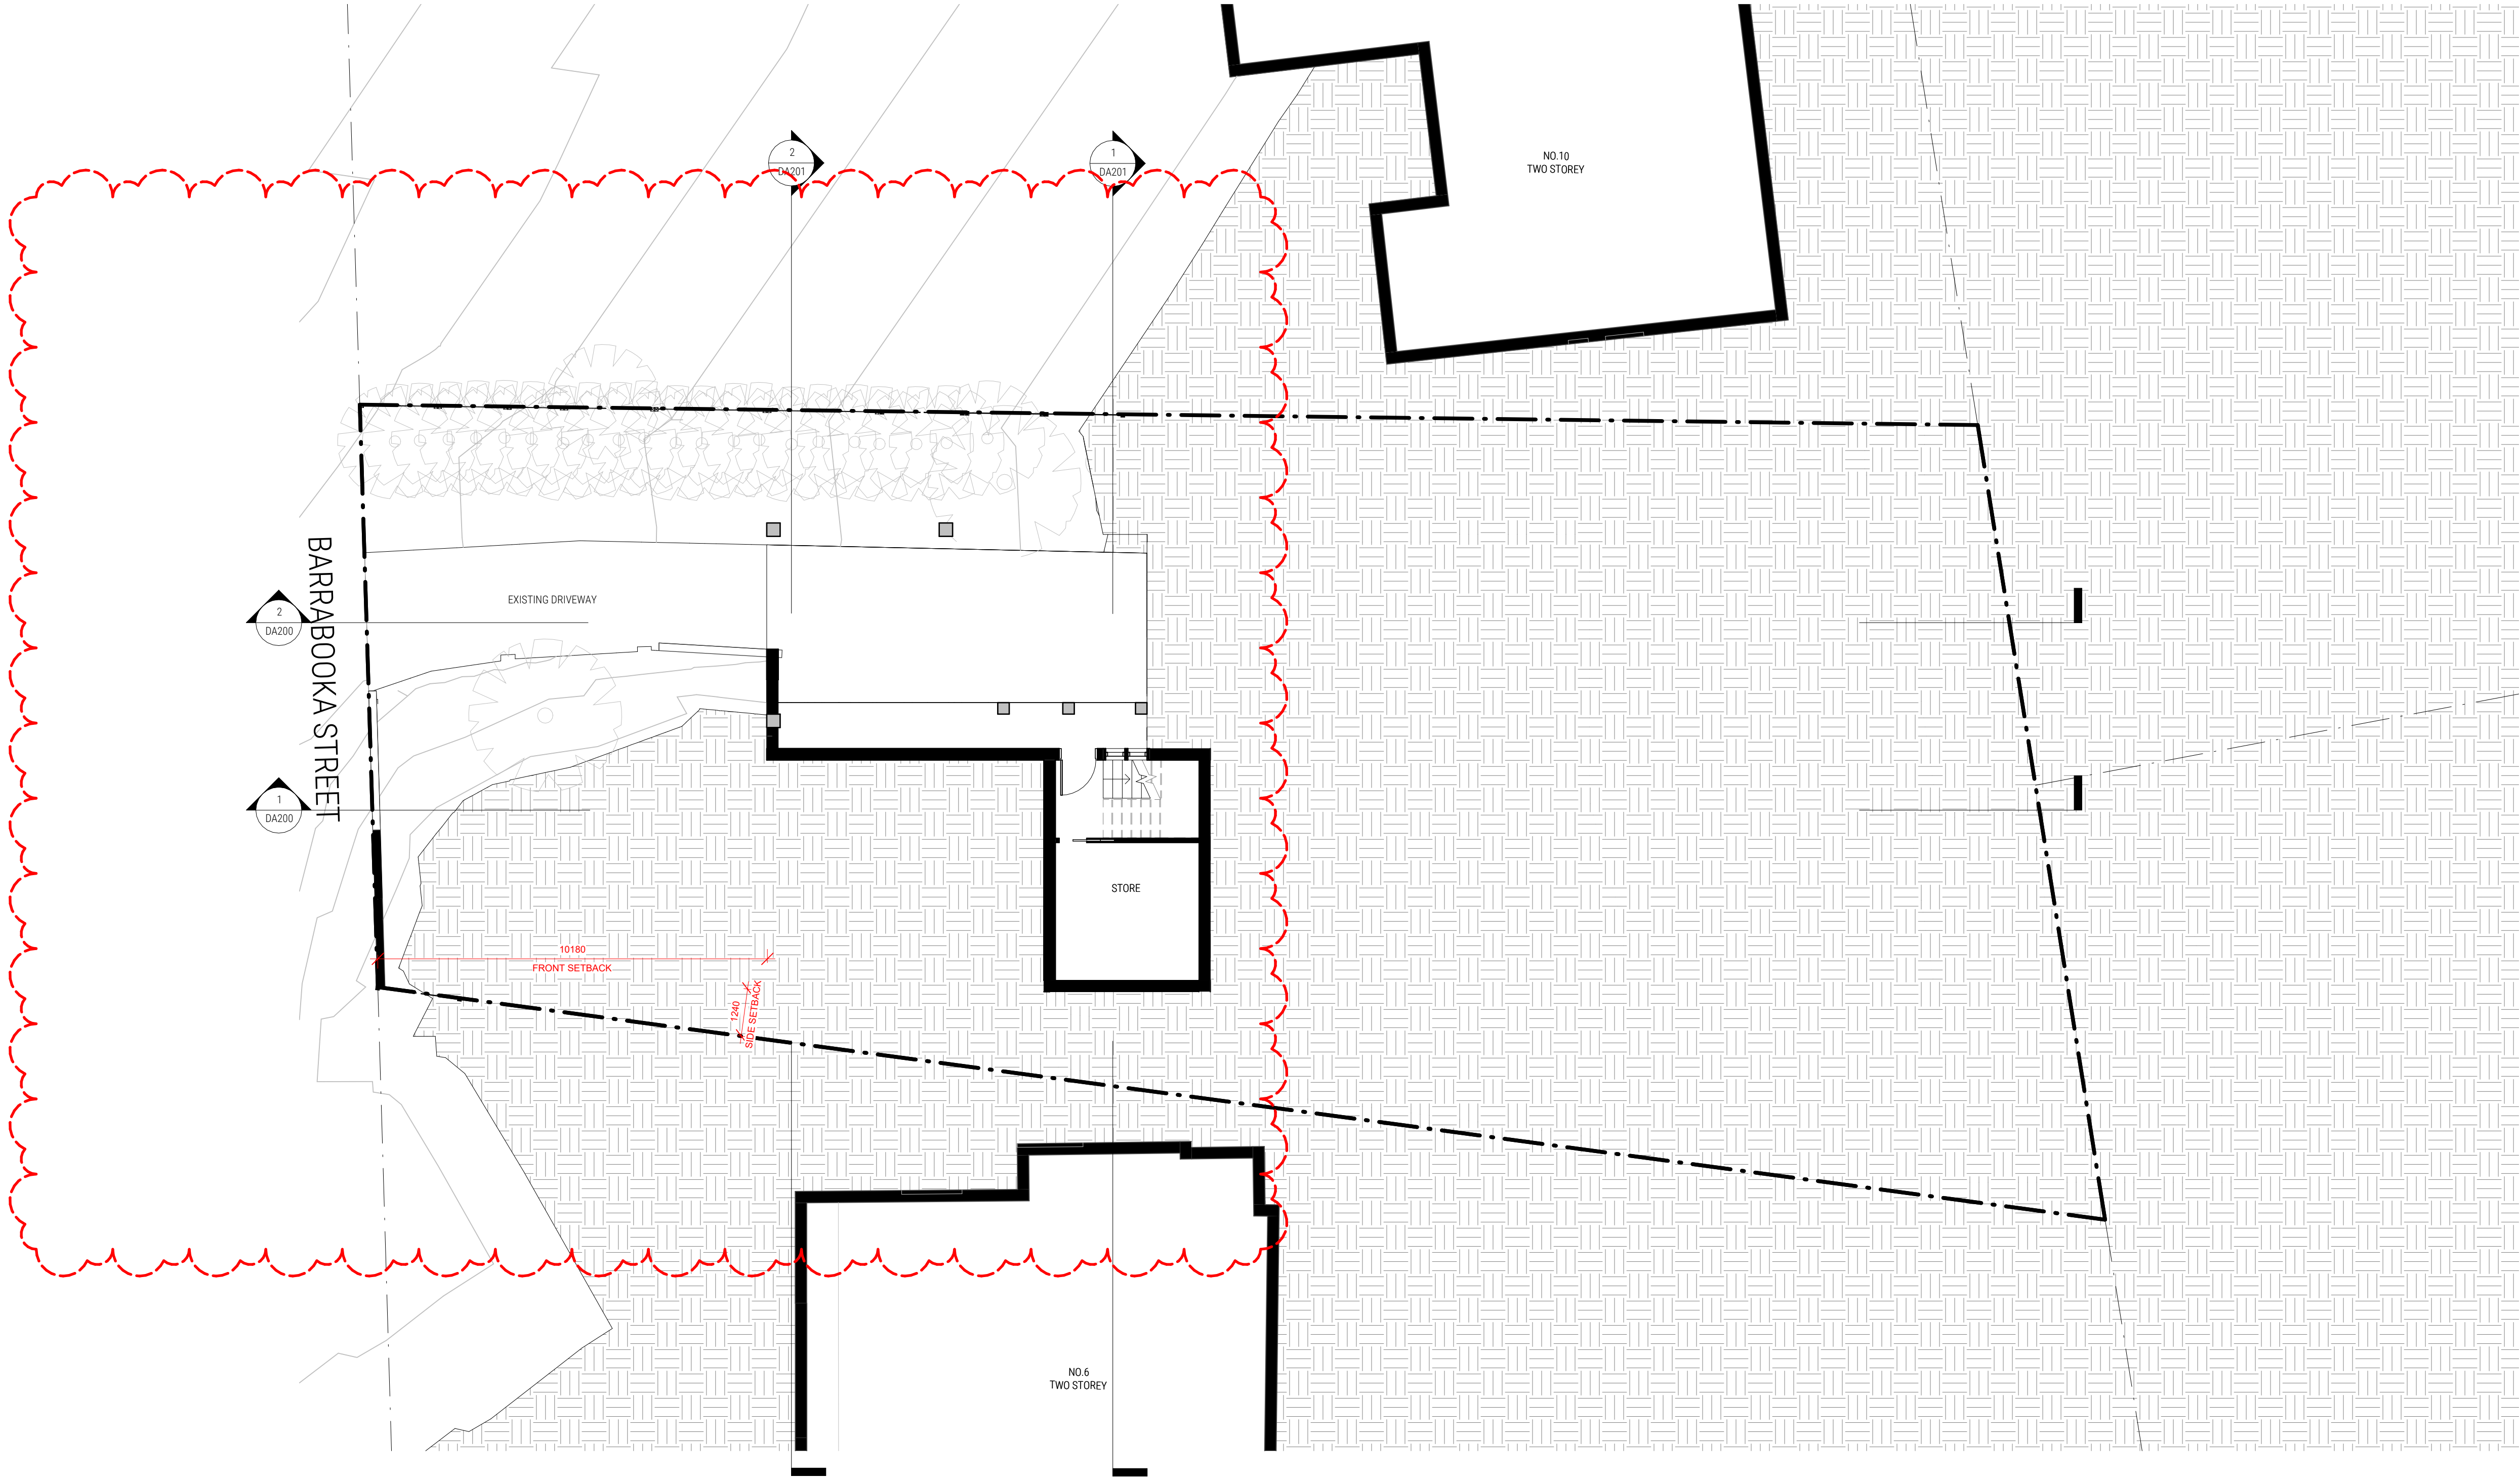 NO.10
TWO STOREY
2
DA201
1
DA201
BARRABOOKA STREET
EXISTING DRIVEWAY
2
DA200
1
DA200
STORE
10180
FRONT SETBACK
1240
SIDE SETBACK
NO.6
TWO STOREY